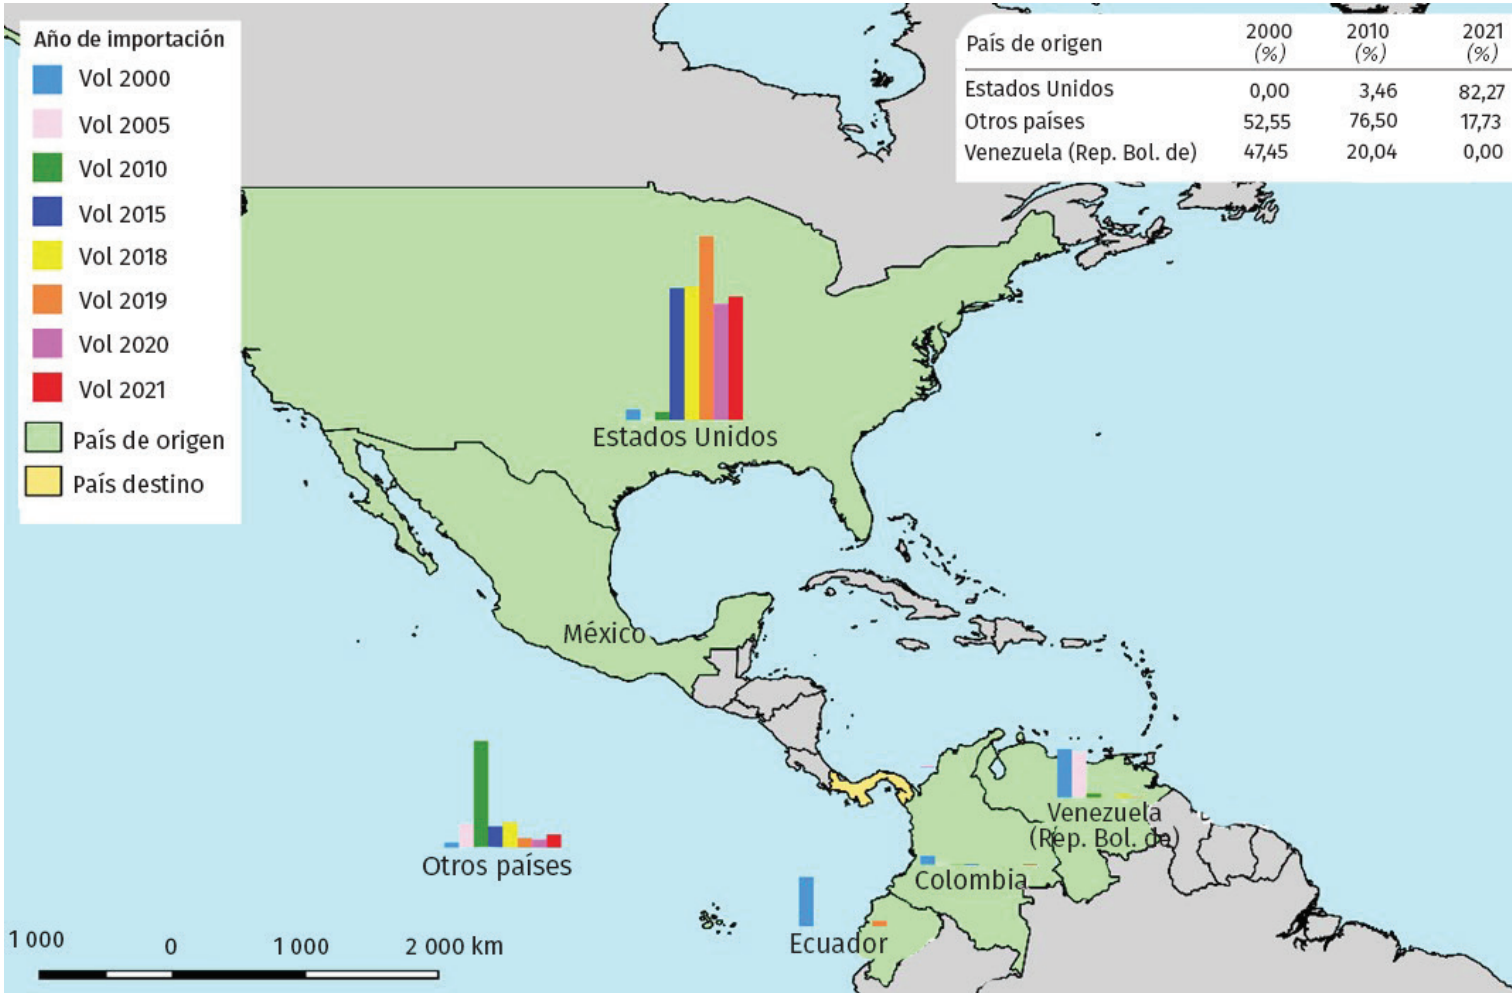 Año de importación
Vol 2000
Vol 2005
Vol 2010
Vol 2015
Vol 2018
Vol 2019
Vol 2020
Vol 2021
País de origen
País destino
País de origen 2000 (%) 2010 (%) 2021 (%)
Estados Unidos 0,00 3,46 82,27
Otros países 52,55 76,50 17,73
Venezuela (Rep. Bol. de) 47,45 20,04 0,00
Estados Unidos
México
Otros países
Venezuela
(Rep. Bol. de)
Colombia
Ecuador
1 000 0 1 000 2 000 km